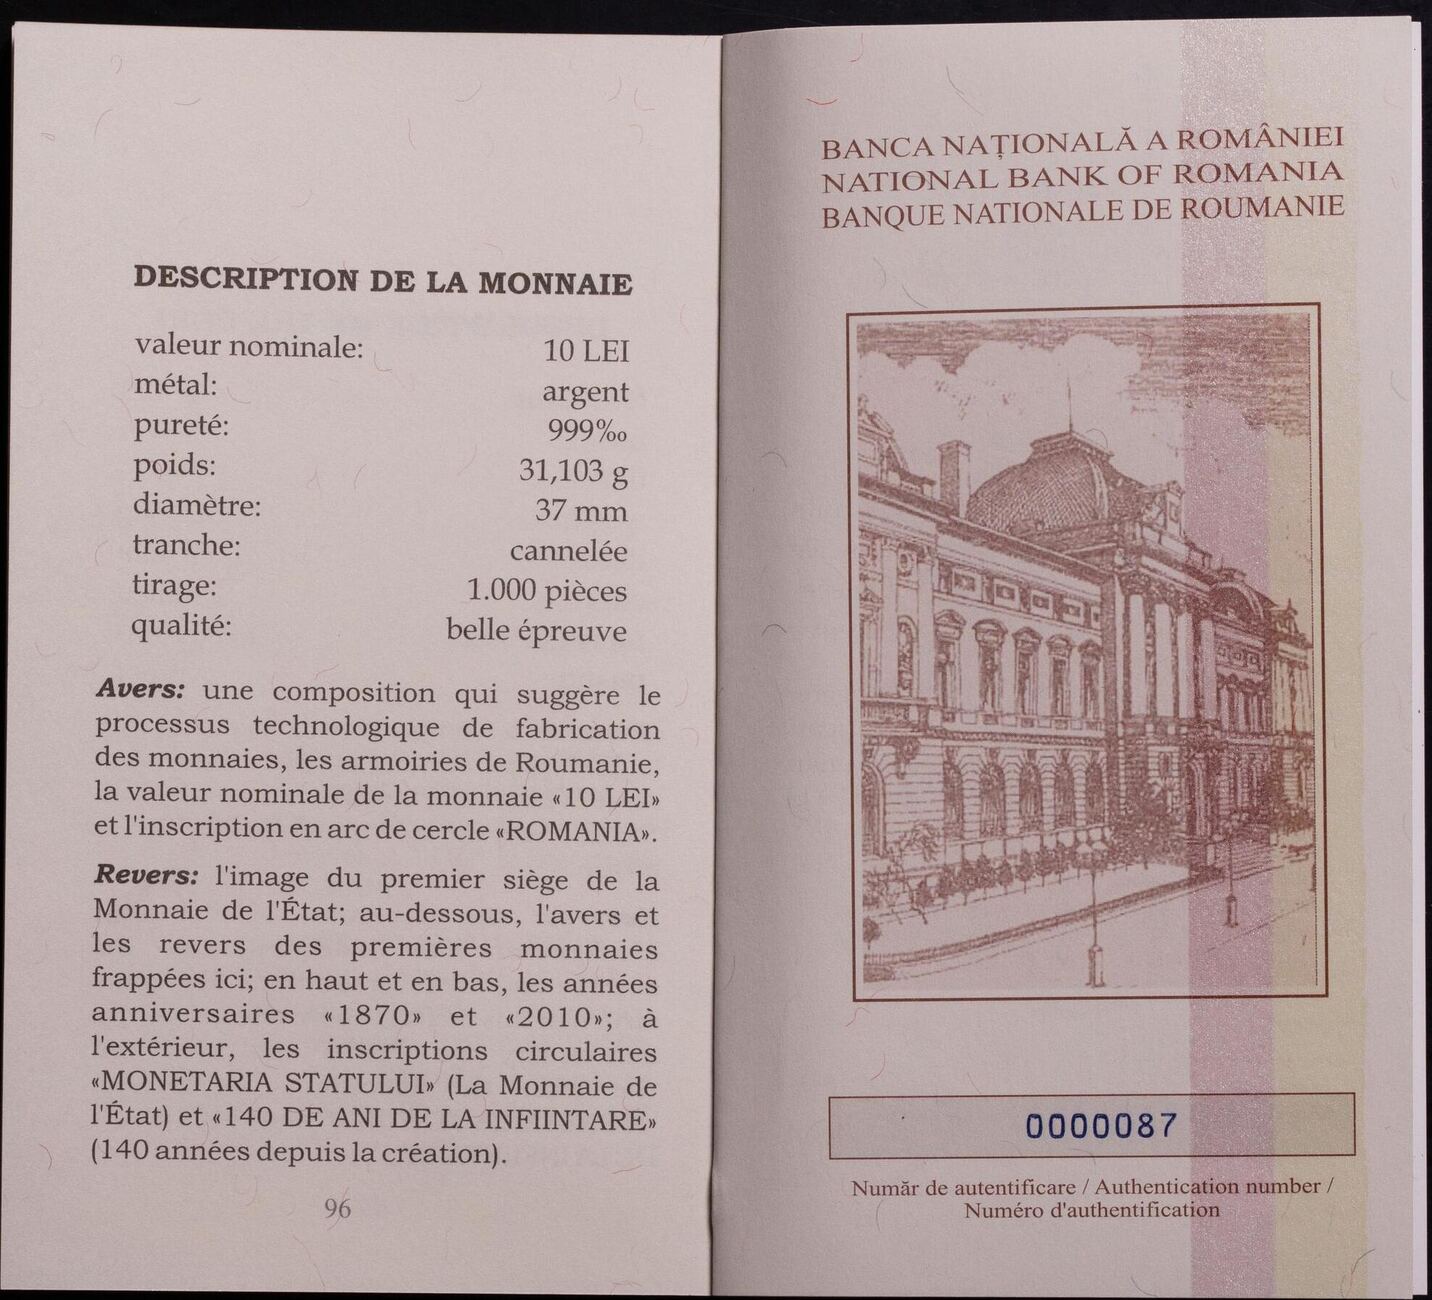 DESCRIPTION DE LA MONNAIE
valeur nominale: 10 LEI
métal: argent
pureté: 999‰
poids: 31,103 g
diamètre: 37 mm
tranche: cannelée
tirage: 1.000 pièces
qualité: belle épreuve
Avers: une composition qui suggère le
processus technologique de fabrication
des monnaies, les armoiries de Roumanie,
la valeur nominale de la monnaie «10 LEI»
et l'inscription en arc de cercle «ROMANIA».
Revers: l'image du premier siège de la
Monnaie de l'État; au-dessous, l'avers et
les revers des premières monnaies
frappées ici; en haut et en bas, les années
anniversaires «1870» et «2010»; à
l'extérieur, les inscriptions circulaires
«MONETARIA STATULUI» (La Monnaie de
l'État) et «140 DE ANI DE LA INFIINTARE»
(140 années depuis la création).
96
BANCA NAȚIONALĂ A ROMÂNIEI
NATIONAL BANK OF ROMANIA
BANQUE NATIONALE DE ROUMANIE
0000087
Număr de autentificare / Authentication number /
Numéro d'authentification